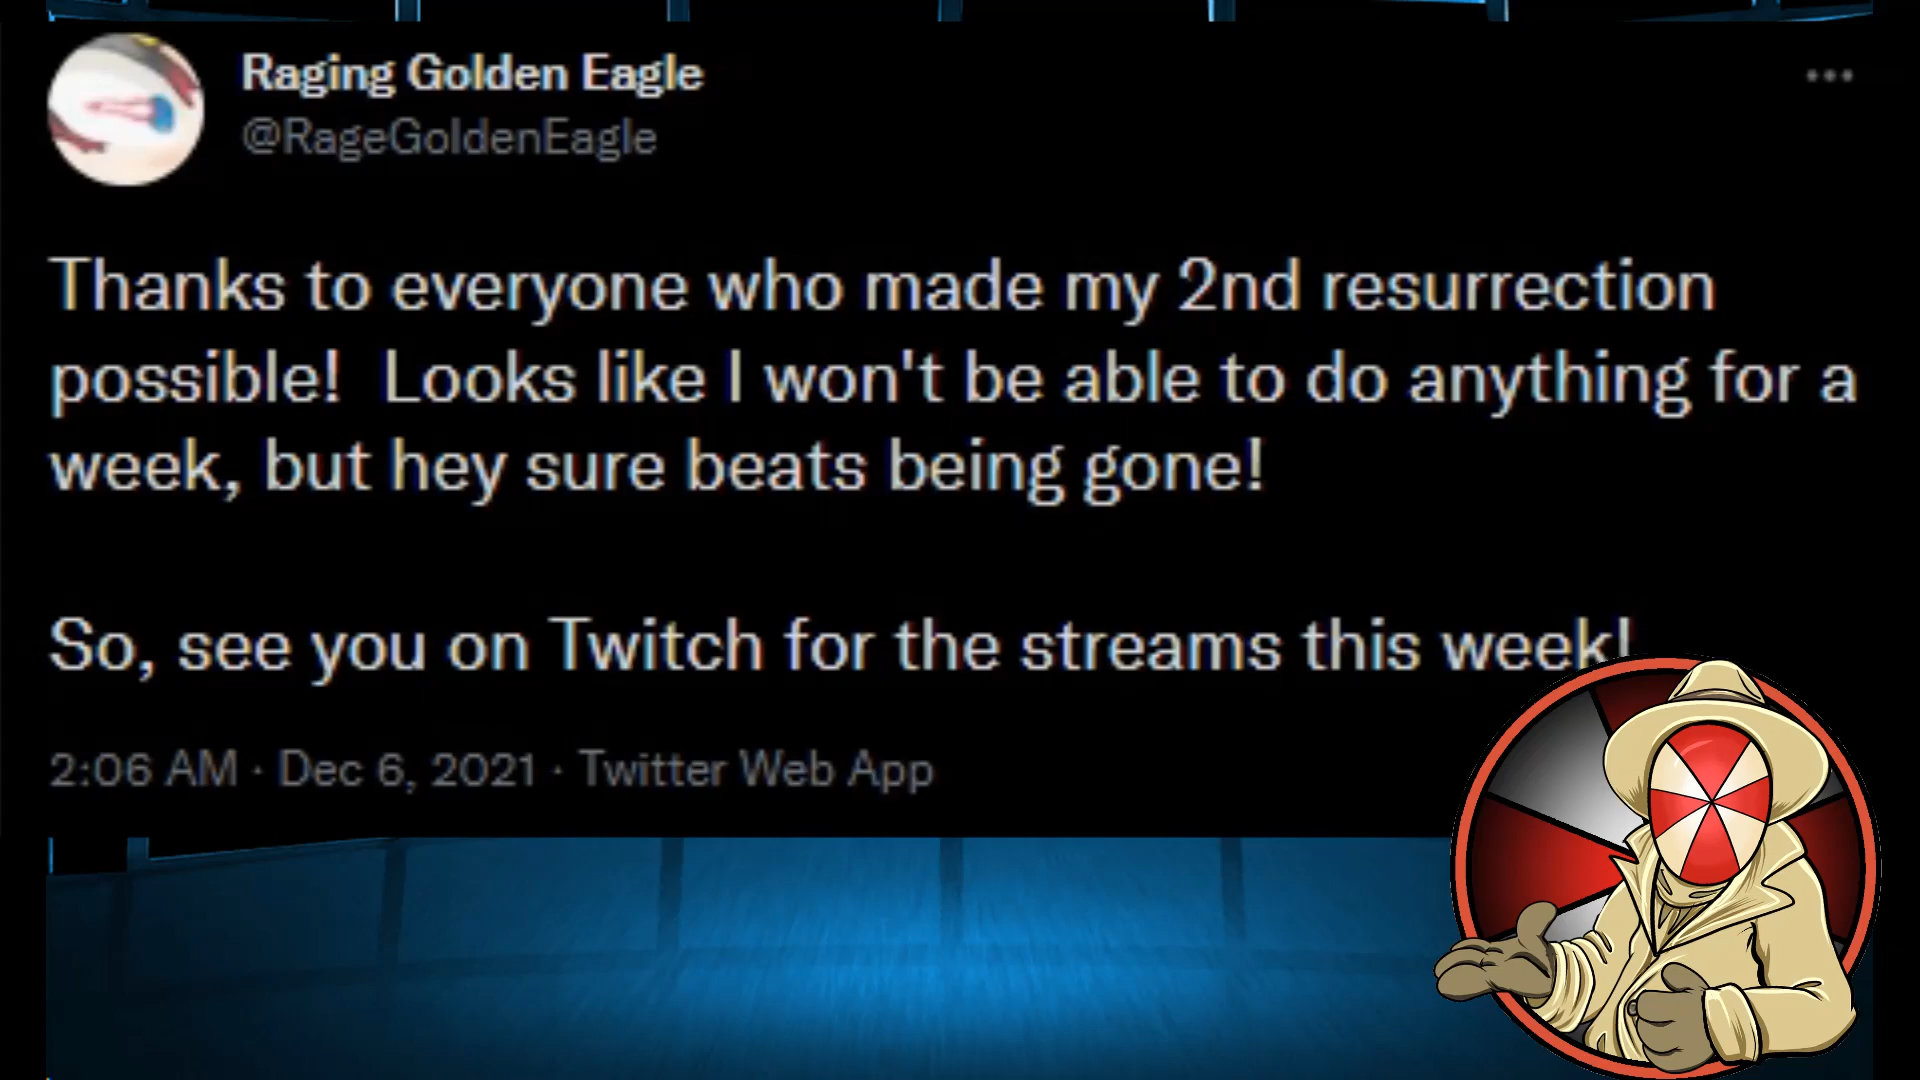 Raging Golden Eagle
@RageGoldenEagle
Thanks to everyone who made my 2nd resurrection
possible!  Looks like I won't be able to do anything for a
week, but hey sure beats being gone!
So, see you on Twitch for the streams this week!
2:06 AM · Dec 6, 2021 · Twitter Web App